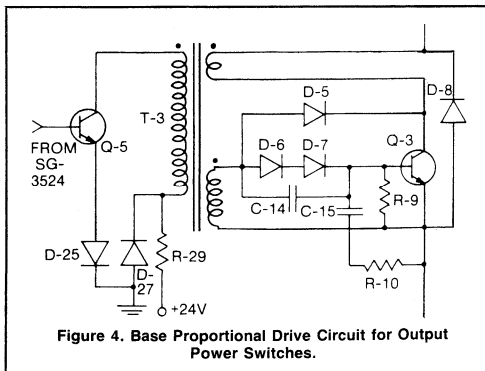 D-8
D-5
T-3
D-6
D-7
Q-3
FROM
SG-
3524
Q-5
C-14
C-15
R-9
D-25
D-
27
R-29
R-10
+24V
Figure 4. Base Proportional Drive Circuit for Output
Power Switches.